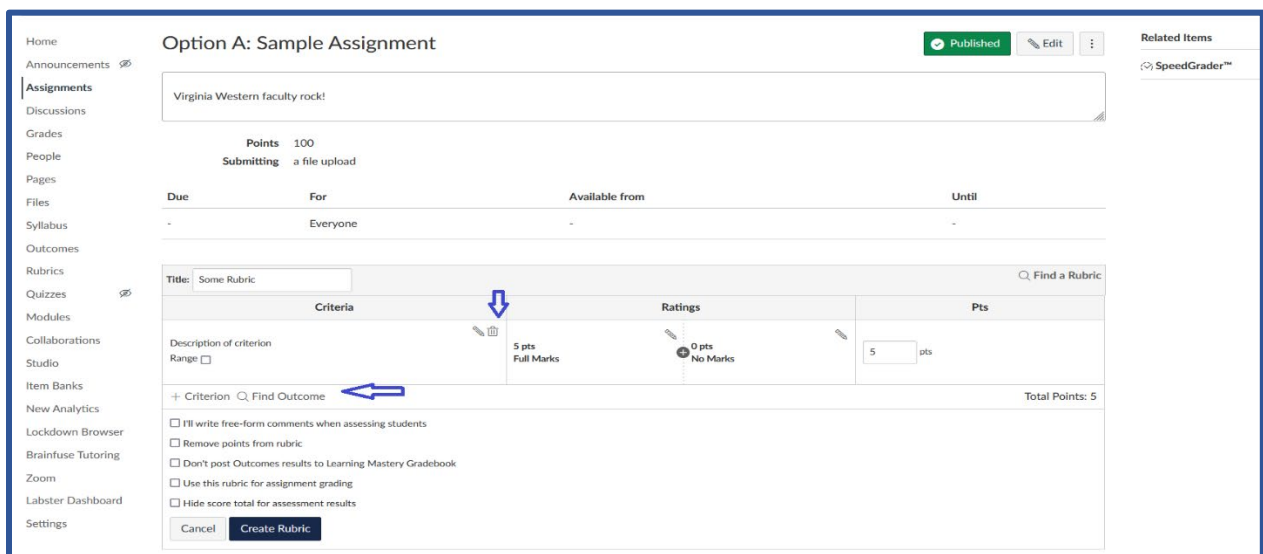 Home
Announcements
Assignments
Discussions
Grades
People
Pages
Files
Syllabus
Outcomes
Rubrics
Quizzes
Modules
Collaborations
Studio
Item Banks
New Analytics
Lockdown Browser
Brainfuse Tutoring
Zoom
Labster Dashboard
Settings
Option A: Sample Assignment
Published
Edit
Virginia Western faculty rock!
Points 100
Submitting a file upload
Due For Available from Until
- Everyone - -
Title: Some Rubric
Find a Rubric
Criteria Ratings Pts
Description of criterion
Range
5 pts
Full Marks
0 pts
No Marks
5 pts
+ Criterion Find Outcome
Total Points: 5
I'll write free-form comments when assessing students
Remove points from rubric
Don't post Outcomes results to Learning Mastery Gradebook
Use this rubric for assignment grading
Hide score total for assessment results
Cancel Create Rubric
Related Items
SpeedGrader™